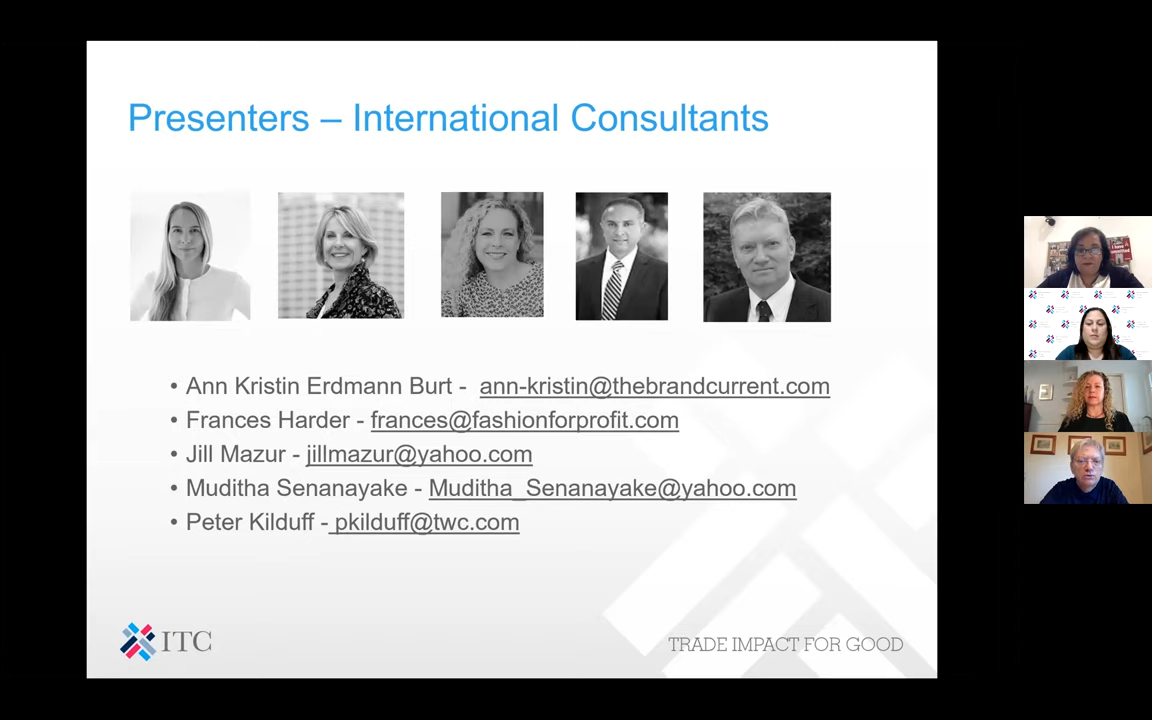 Presenters – International Consultants
• Ann Kristin Erdmann Burt - ann-kristin@thebrandcurrent.com
• Frances Harder - frances@fashionforprofit.com
• Jill Mazur - jillmazur@yahoo.com
• Muditha Senanayake - Muditha_Senanayake@yahoo.com
• Peter Kilduff - pkilduff@twc.com
ITC
TRADE IMPACT FOR GOOD